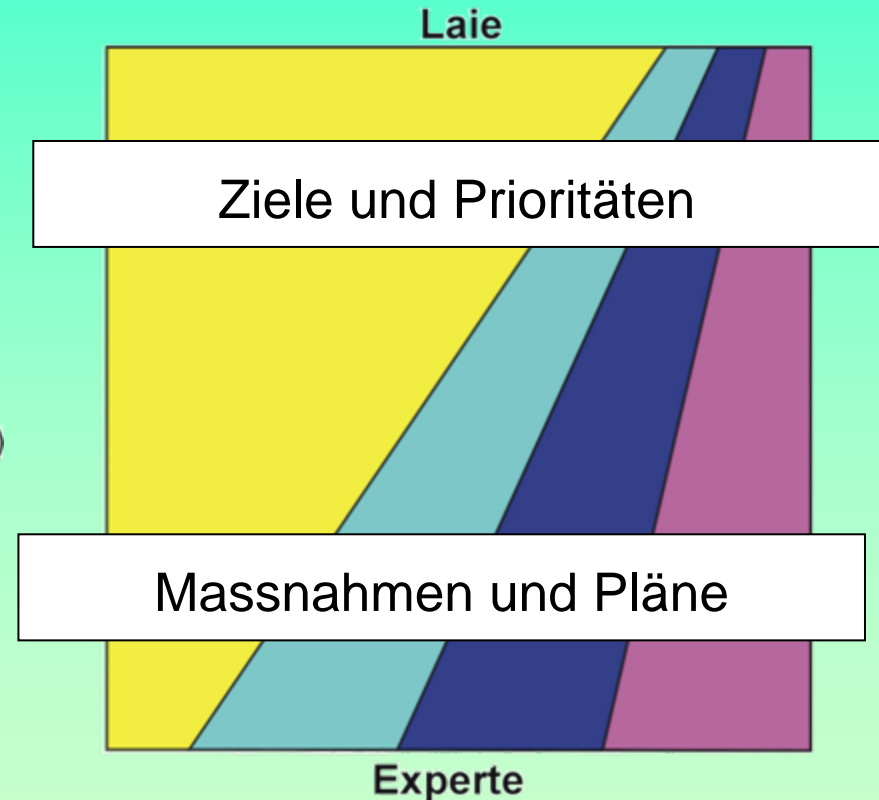 Laie
Ziele und Prioritäten
)
Massnahmen und Pläne
Experte